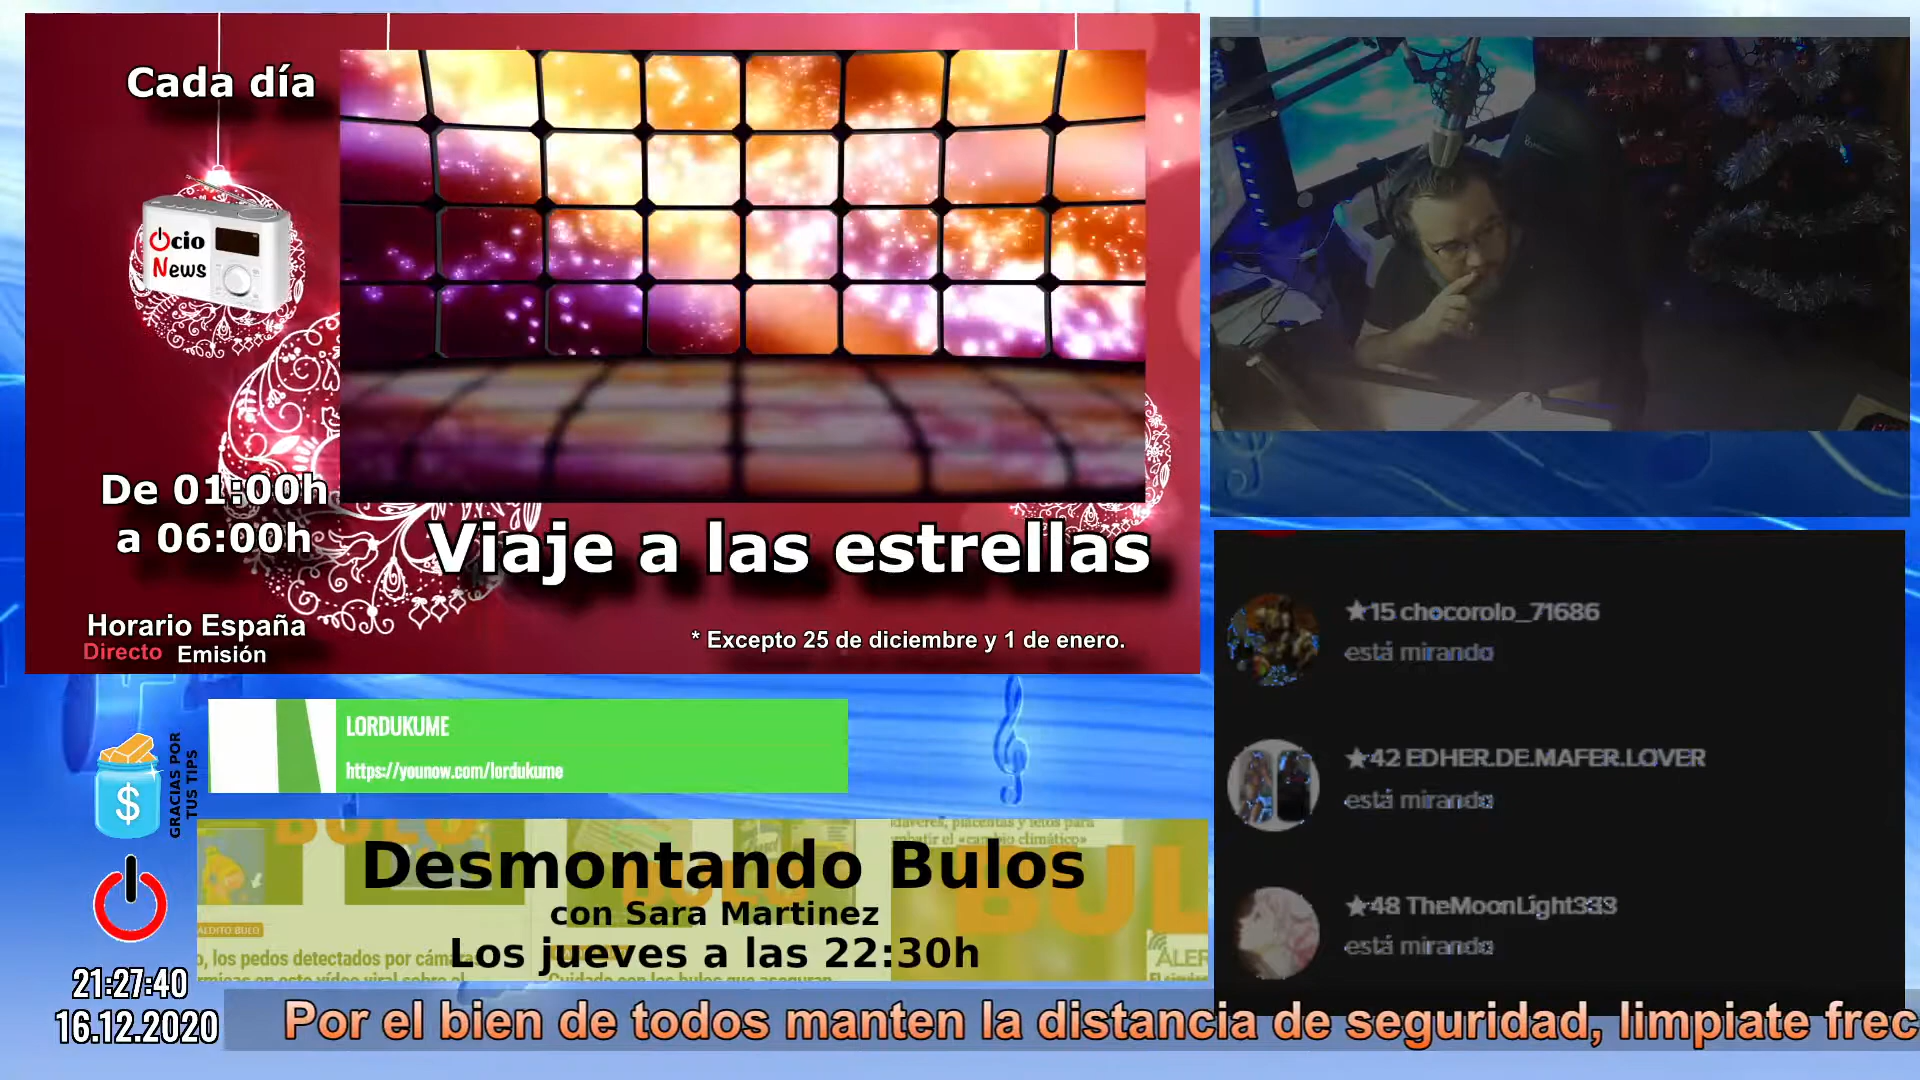 Cada día
Ocio
News
De 01:00h
a 06:00h
Viaje a las estrellas
Horario España
Directo Emisión
* Excepto 25 de diciembre y 1 de enero.
★15 chocorolo_71686
está mirando
★42 EDHER.DE.MAFER.LOVER
está mirando
★48 TheMoonLight333
está mirando
GRACIAS POR
TUS TIPS
$
LORDUKUME
https://younow.com/lordukume
Desmontando Bulos
con Sara Martinez
Los jueves a las 22:30h
21:27:40
16.12.2020
Por el bien de todos manten la distancia de seguridad, limpiate frec